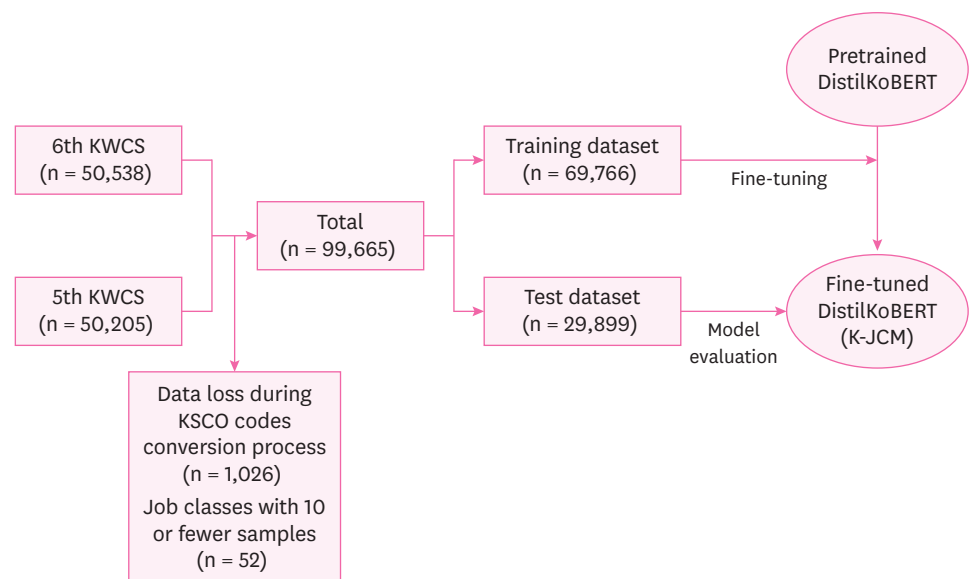 6th KWCS
(n = 50,538)
5th KWCS
(n = 50,205)
Total
(n = 99,665)
Data loss during
KSCO codes
conversion process
(n = 1,026)
Job classes with 10
or fewer samples
(n = 52)
Training dataset
(n = 69,766)
Test dataset
(n = 29,899)
Fine-tuning
Model
evaluation
Pretrained
DistilKoBERT
Fine-tuned
DistilKoBERT
(K-JCM)